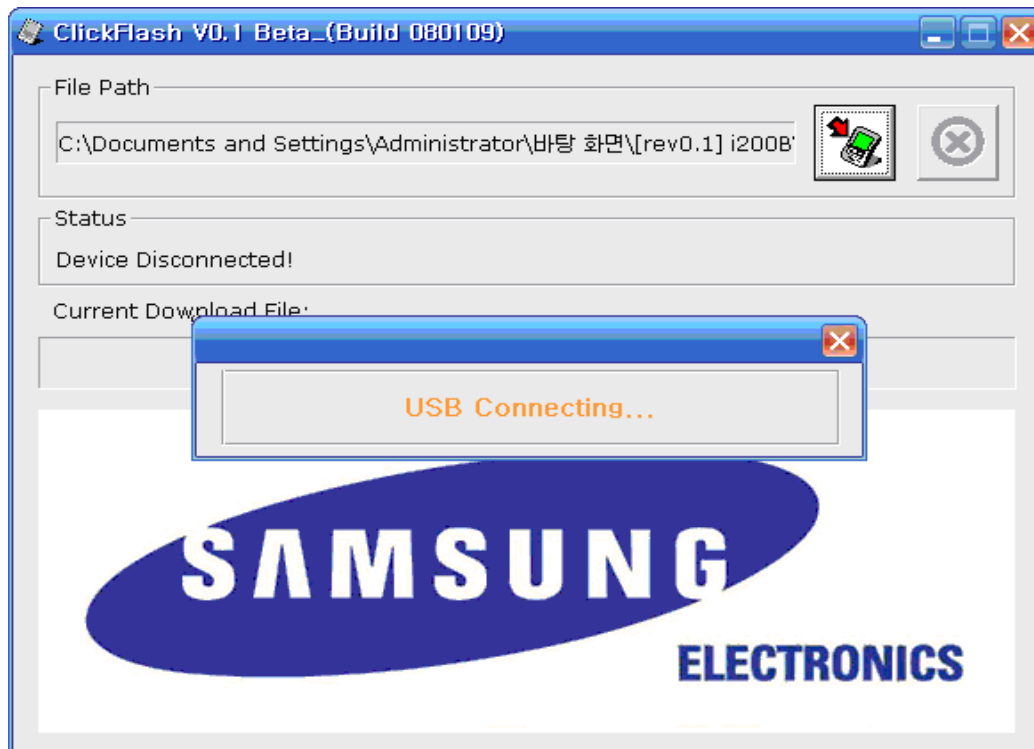 ClickFlash V0.1 Beta_(Build 080109)
File Path
C:\Documents and Settings\Administrator\바탕 화면\[rev0.1] i200B
Status
Device Disconnected!
Current Download File:
USB Connecting...
SAMSUNG
ELECTRONICS